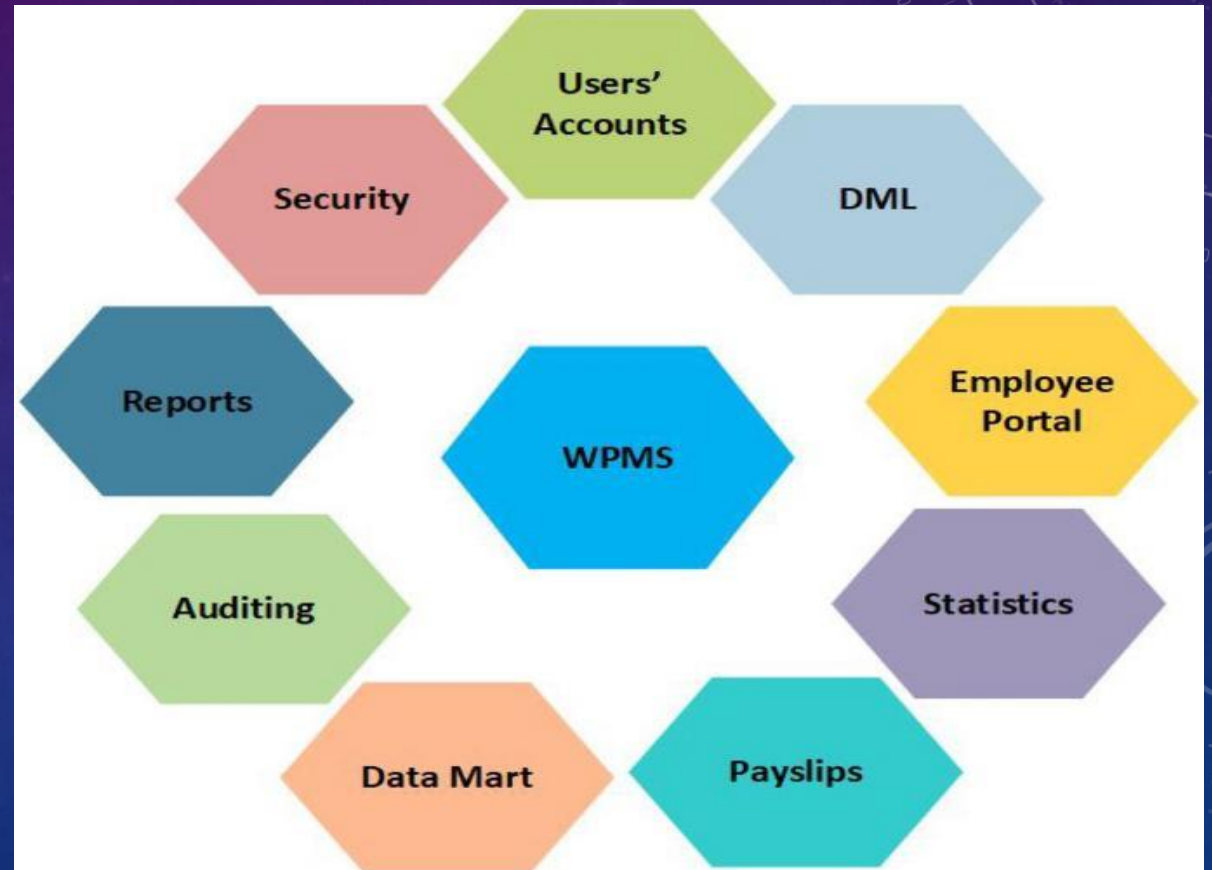 Users’
Accounts
Security
DML
Reports
Employee
Portal
WPMS
Auditing
Statistics
Data Mart
Payslips